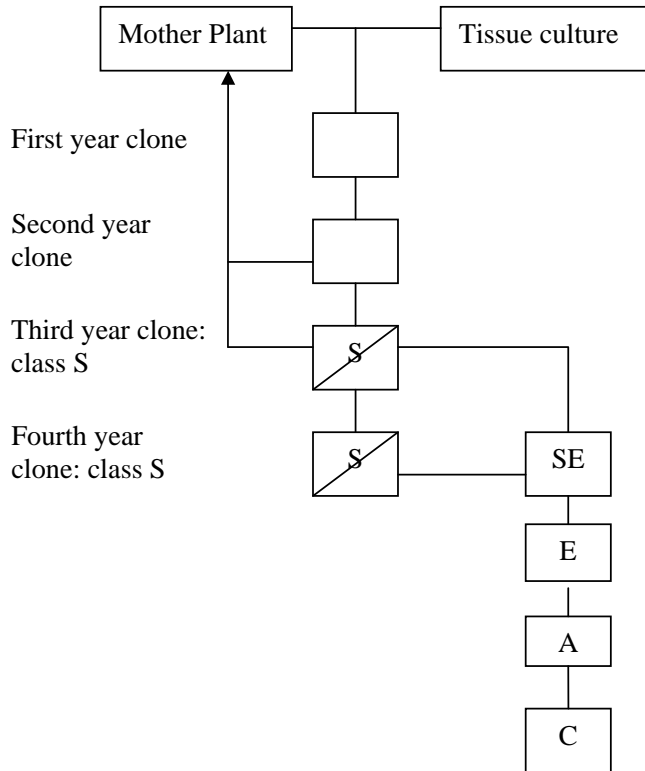 Mother Plant
Tissue culture
First year clone
Second year
clone
Third year clone:
class S
S
Fourth year
clone: class S
S
SE
E
A
C